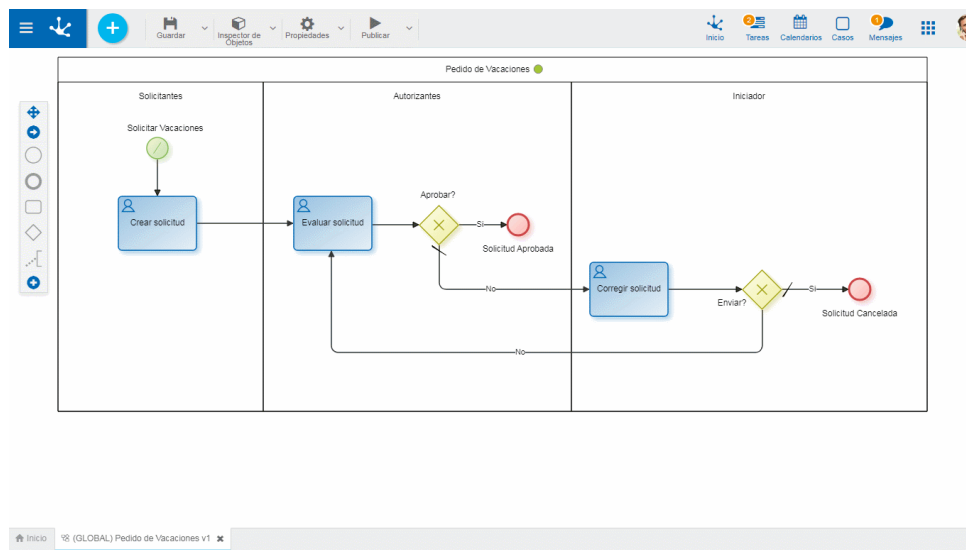 Guardar
Inspector de
Objetos
Propiedades
Publicar
Inicio
2
Tareas
Calendarios
Casos
1
Mensajes
Pedido de Vacaciones
Solicitantes
Autorizantes
Iniciador
Solicitar Vacaciones
Crear solicitud
Evaluar solicitud
Aprobar?
Si
Solicitud Aprobada
No
Corregir solicitud
Enviar?
Si
Solicitud Cancelada
No
Inicio
(GLOBAL) Pedido de Vacaciones v1